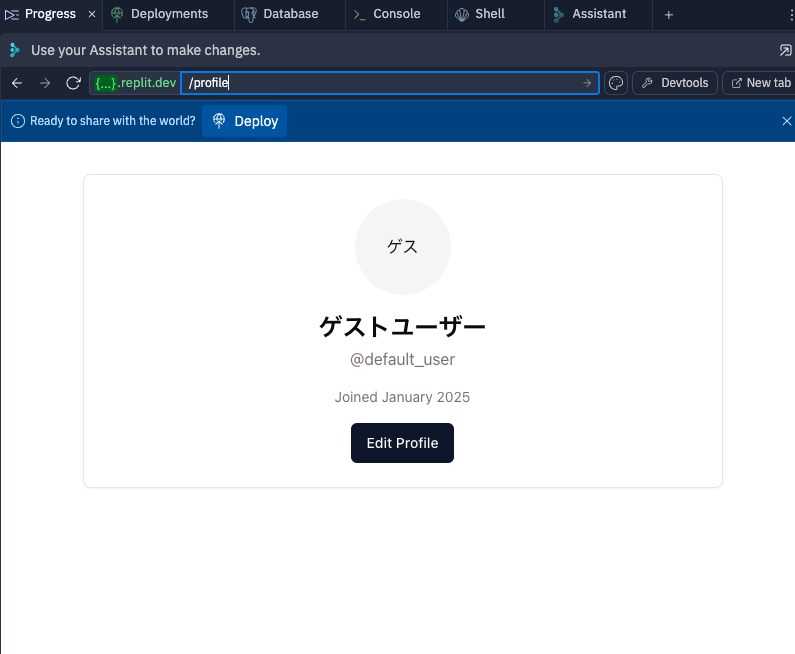 Progress × Deployments Database Console Shell Assistant +
Use your Assistant to make changes.
{...}.replit.dev /profile → Devtools New tab
Ready to share with the world? Deploy ×
ゲス
ゲストユーザー
@default_user
Joined January 2025
Edit Profile